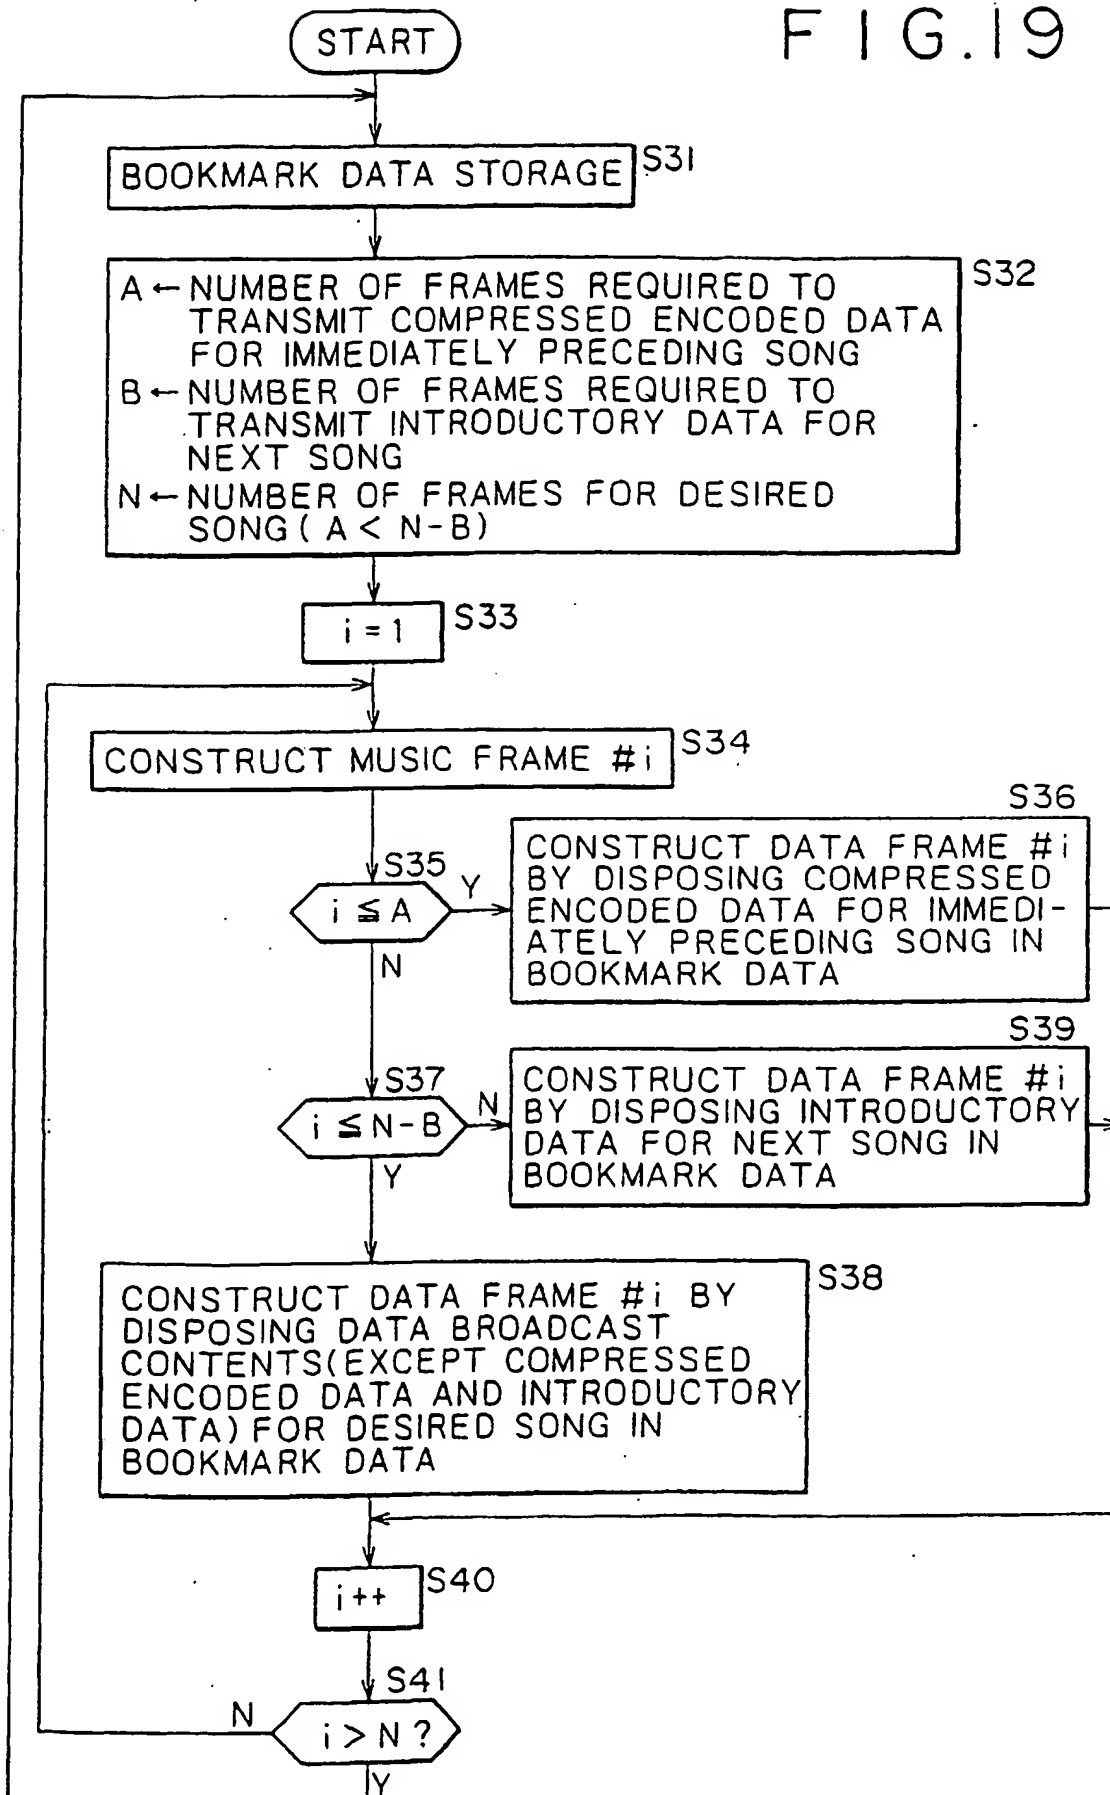 FIG.19
START
BOOKMARK DATA STORAGE
S31
S32
A←NUMBER OF FRAMES REQUIRED TO
TRANSMIT COMPRESSED ENCODED DATA
FOR IMMEDIATELY PRECEDING SONG
B←NUMBER OF FRAMES REQUIRED TO
TRANSMIT INTRODUCTORY DATA FOR
NEXT SONG
N←NUMBER OF FRAMES FOR DESIRED
SONG(A<N-B)
i=1
S33
CONSTRUCT MUSIC FRAME #i
S34
S35
i≦A
Y
N
S36
CONSTRUCT DATA FRAME #i
BY DISPOSING COMPRESSED
ENCODED DATA FOR IMMEDI-
ATELY PRECEDING SONG IN
BOOKMARK DATA
S37
i≦N-B
N
Y
S39
CONSTRUCT DATA FRAME #i
BY DISPOSING INTRODUCTORY
DATA FOR NEXT SONG IN
BOOKMARK DATA
S38
CONSTRUCT DATA FRAME #i BY
DISPOSING DATA BROADCAST
CONTENTS(EXCEPT COMPRESSED
ENCODED DATA AND INTRODUCTORY
DATA)FOR DESIRED SONG IN
BOOKMARK DATA
i++
S40
S41
N
i>N?
Y